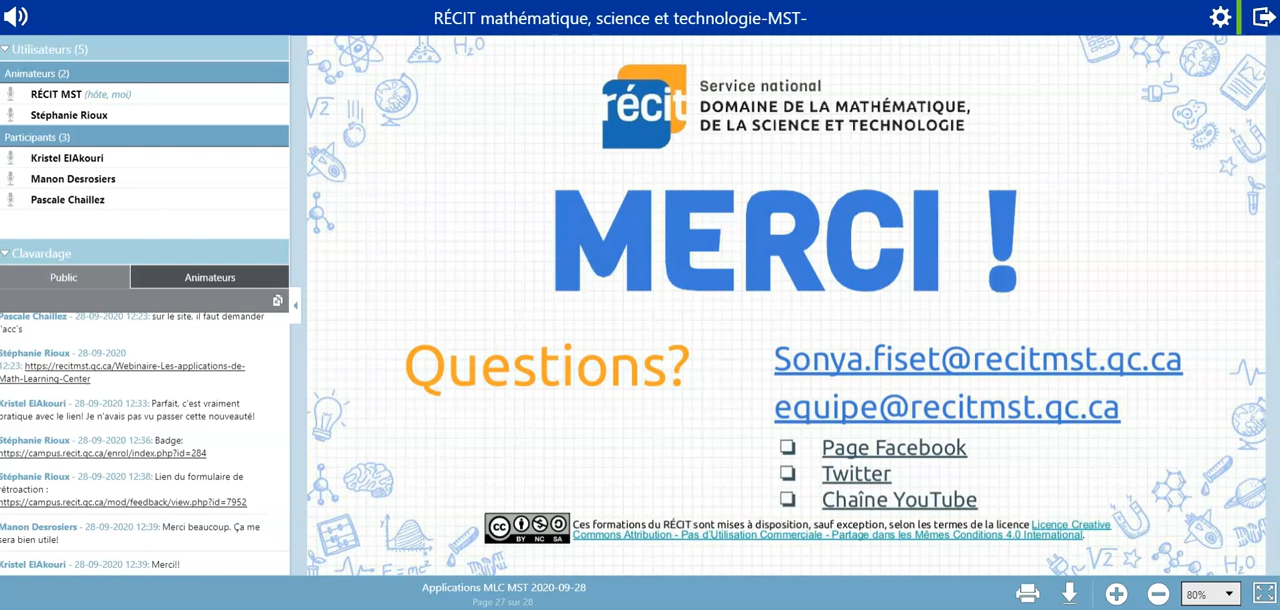 RÉCIT mathématique, science et technologie-MST-
Utilisateurs (5)
Animateurs (2)
RÉCIT MST (hôte, moi)
Stéphanie Rioux
Participants (3)
Kristel ElAkouri
Manon Desrosiers
Pascale Chaillez
Clavardage
Public
Animateurs
Pascale Chaillez - 28-09-2020 12:23: sur le site, il faut demander
l'acc's
Stéphanie Rioux - 28-09-2020
12:23: https://recitmst.qc.ca/Webinaire-Les-applications-de-
Math-Learning-Center
Kristel ElAkouri - 28-09-2020 12:33: Parfait, c'est vraiment
pratique avec le lien! Je n'avais pas vu passer cette nouveauté!
Stéphanie Rioux - 28-09-2020 12:36: Badge:
https://campus.recit.qc.ca/enrol/index.php?id=284
Stéphanie Rioux - 28-09-2020 12:38: Lien du formulaire de
rétroaction :
https://campus.recit.qc.ca/mod/feedback/view.php?id=7952
Manon Desrosiers - 28-09-2020 12:39: Merci beaucoup. Ça me
sera bien utile!
Kristel ElAkouri - 28-09-2020 12:39: Merci!!
H₂O
√2
récit
Service national
DOMAINE DE LA MATHÉMATIQUE,
DE LA SCIENCE ET TECHNOLOGIE
MERCI !
Questions?
Sonya.fiset@recitmst.qc.ca
equipe@recitmst.qc.ca
Page Facebook
Twitter
Chaîne YouTube
cc BY NC SA
Ces formations du RÉCIT sont mises à disposition, sauf exception, selon les termes de la licence Licence Creative
Commons Attribution - Pas d'Utilisation Commerciale - Partage dans les Mêmes Conditions 4.0 International.
E=mc²
√2
H₂O
Applications MLC MST 2020-09-28
Page 27 sur 28
80%